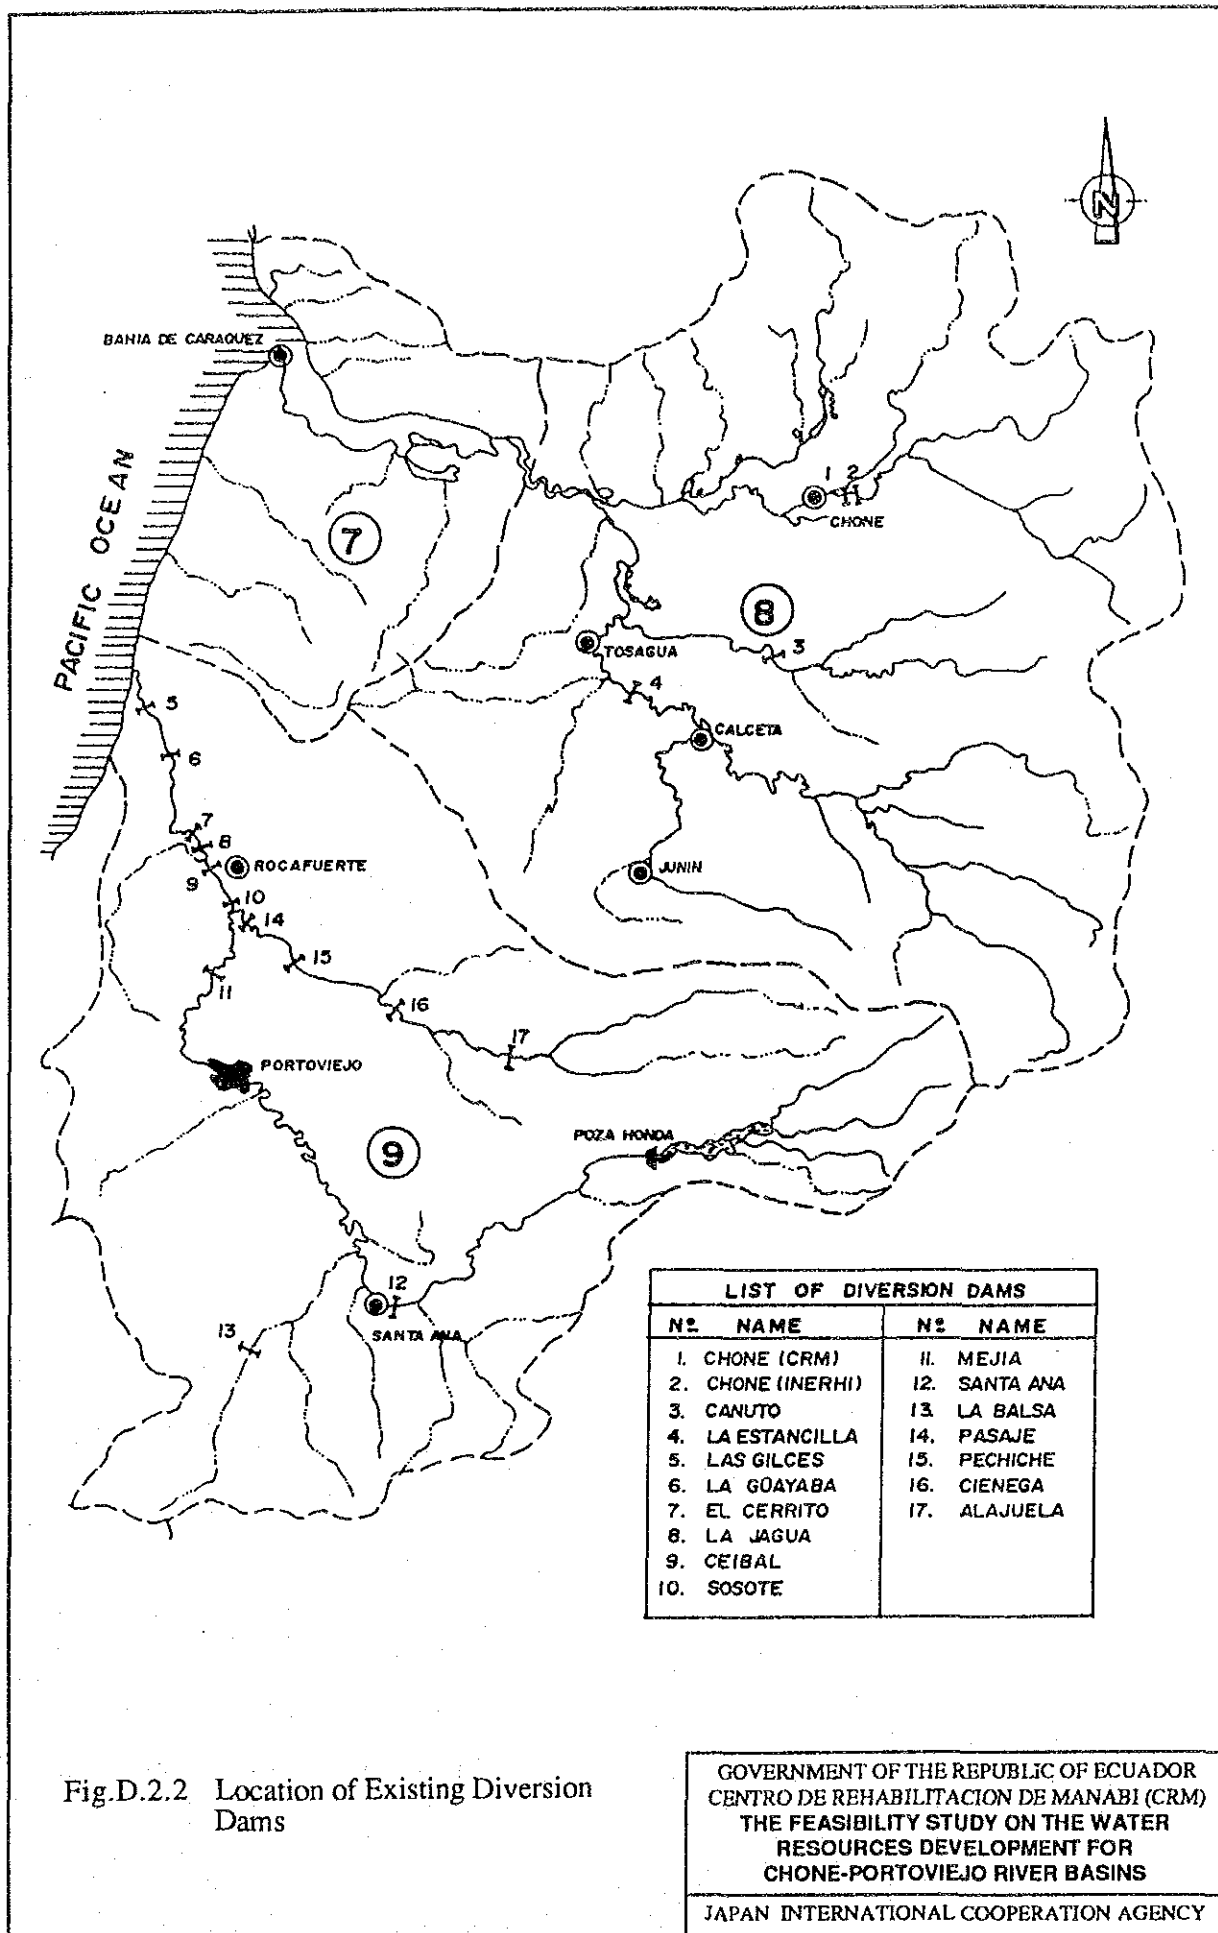 N
BAHIA DE CARAQUEZ
PACIFIC OCEAN
7
1 2
CHONE
8
TOSAGUA
3
4
CALCETA
5
6
7
8
ROCAFUERTE
9
JUNIN
10
14
15
11
16
17
PORTOVIEJO
POZA HONDA
9
12
SANTA ANA
13
LIST OF DIVERSION DAMS
Nº NAME Nº NAME
1. CHONE (CRM) 11. MEJIA
2. CHONE (INERHI) 12. SANTA ANA
3. CANUTO 13. LA BALSA
4. LA ESTANCILLA 14. PASAJE
5. LAS GILCES 15. PECHICHE
6. LA GUAYABA 16. CIENEGA
7. EL CERRITO 17. ALAJUELA
8. LA JAGUA
9. CEIBAL
10. SOSOTE
Fig.D.2.2 Location of Existing Diversion
Dams
GOVERNMENT OF THE REPUBLIC OF ECUADOR
CENTRO DE REHABILITACION DE MANABI (CRM)
THE FEASIBILITY STUDY ON THE WATER
RESOURCES DEVELOPMENT FOR
CHONE-PORTOVIEJO RIVER BASINS
JAPAN INTERNATIONAL COOPERATION AGENCY